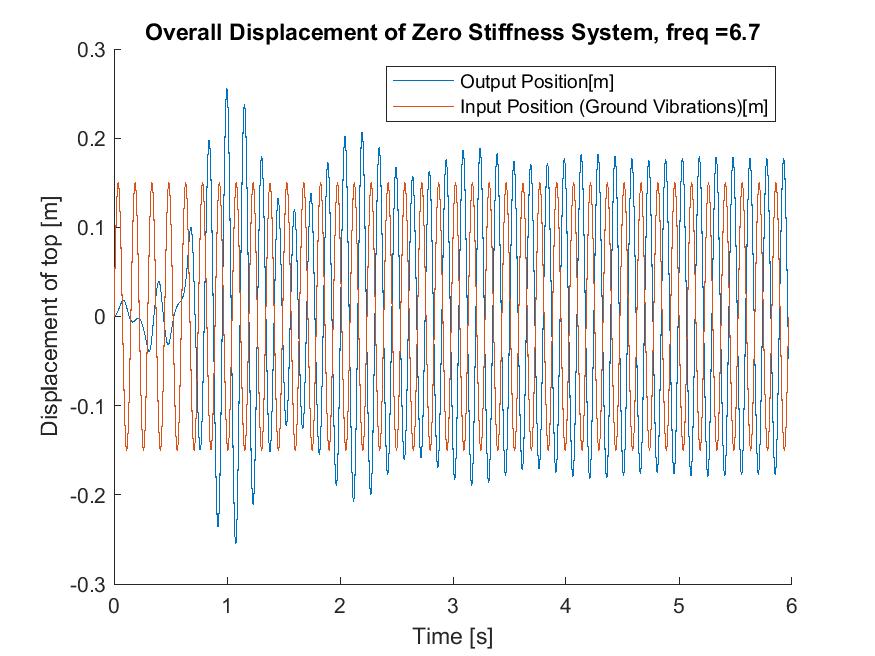 Overall Displacement of Zero Stiffness System, freq =6.7
Output Position[m]
Input Position (Ground Vibrations)[m]
Displacement of top [m]
0.3
0.2
0.1
0
-0.1
-0.2
-0.3
0 1 2 3 4 5 6
Time [s]